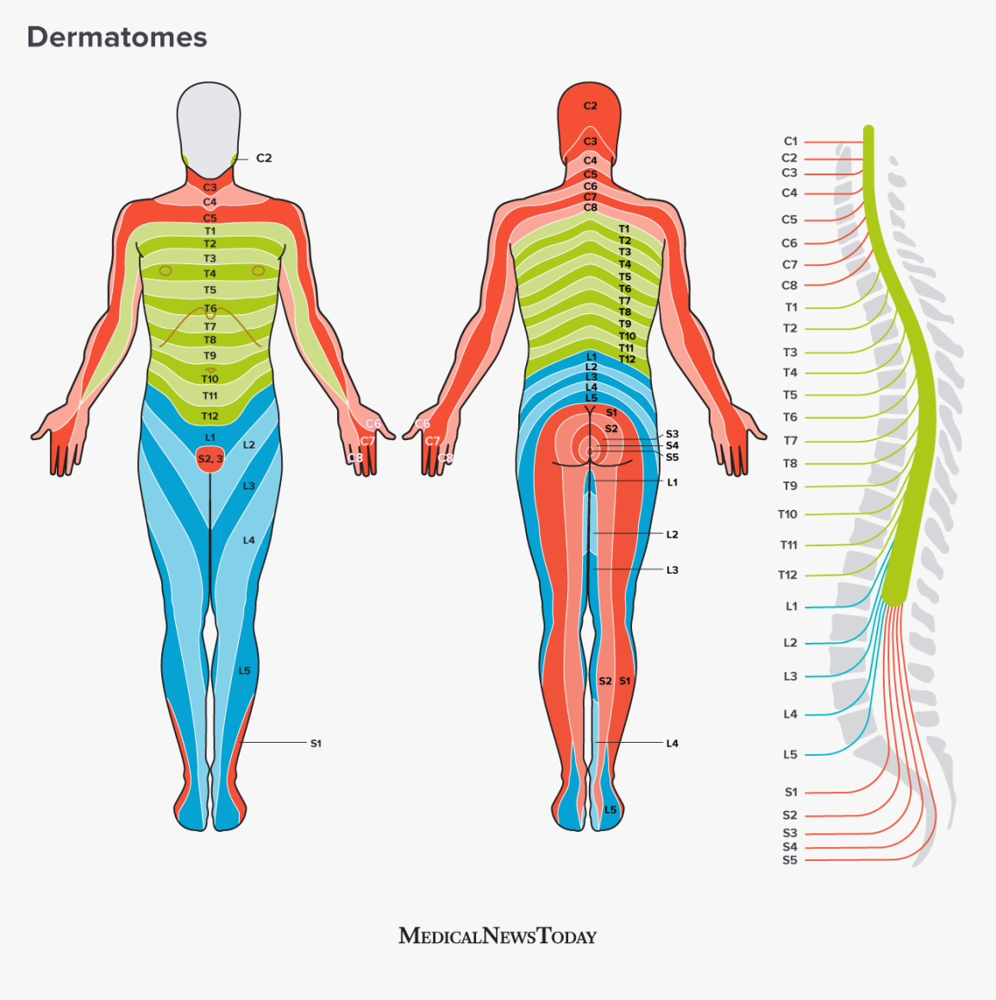 Dermatomes
C2
C3
C4
C5
T1
T2
T3
T4
T5
T6
T7
T8
T9
T10
T11
T12
L1
L2
S2, 3
L3
L4
L5
S1
C6
C7
C8
C2
C3
C4
C5
C6
C7
C8
T1
T2
T3
T4
T5
T6
T7
T8
T9
T10
T11
T12
L1
L2
L3
L4
L5
S1
S2
S3
S4
S5
C6
C7
C8
L1
L2
L3
S2 S1
L4
L5
C1
C2
C3
C4
C5
C6
C7
C8
T1
T2
T3
T4
T5
T6
T7
T8
T9
T10
T11
T12
L1
L2
L3
L4
L5
S1
S2
S3
S4
S5
MEDICALNEWSTODAY